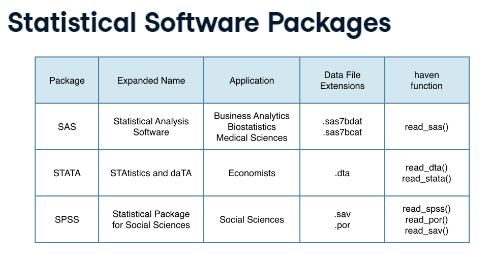 Statistical Software Packages
Package
Expanded Name
Application
Data File
Extensions
haven
function
SAS
Statistical Analysis
Software
Business Analytics
Biostatistics
Medical Sciences
.sas7bdat
.sas7bcat
read_sas()
STATA
STAtistics and daTA
Economists
.dta
read_dta()
read_stata()
SPSS
Statistical Package
for Social Sciences
Social Sciences
.sav
.por
read_spss()
read_por()
read_sav()